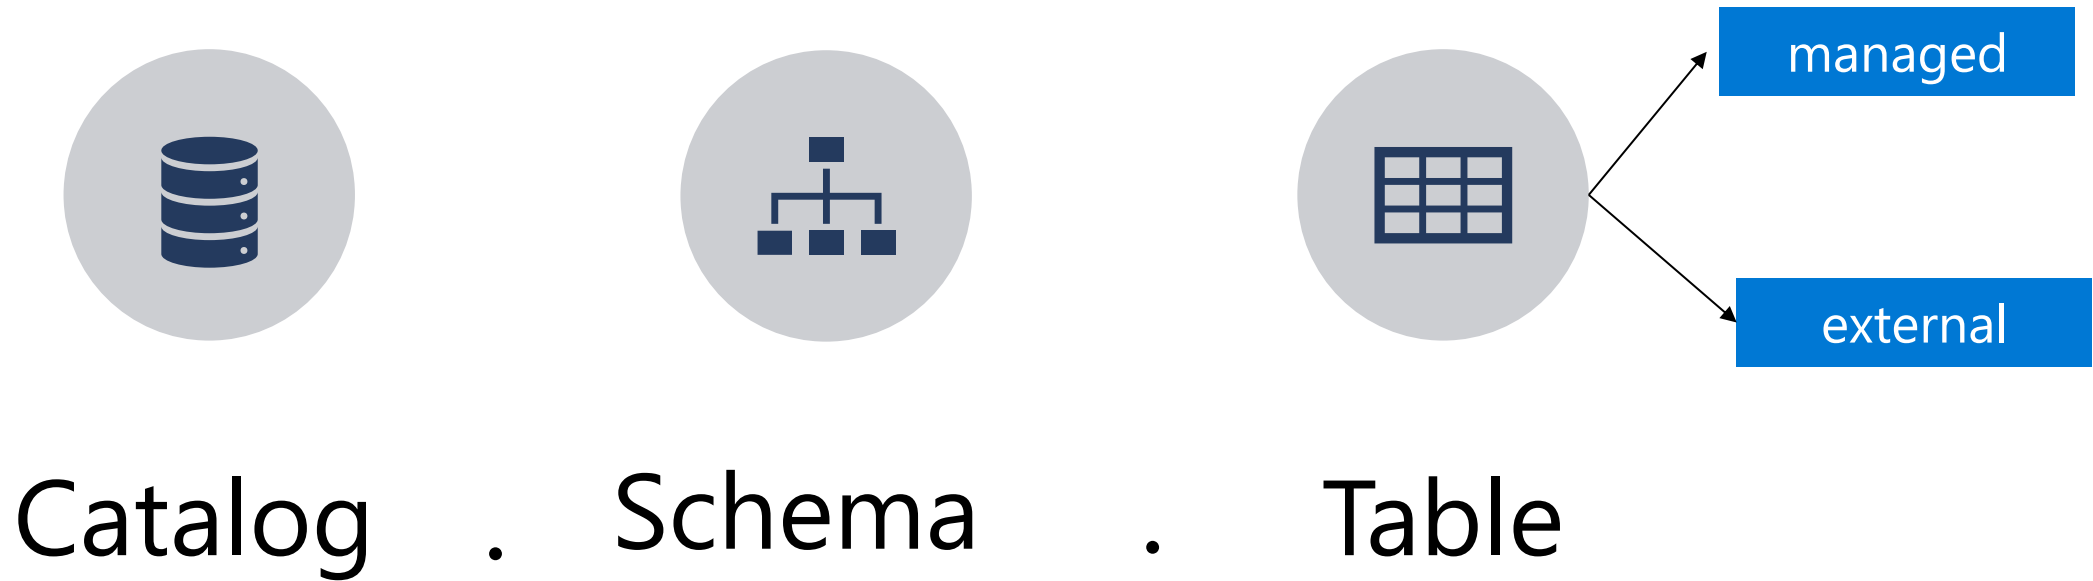 managed
external
Catalog . Schema . Table